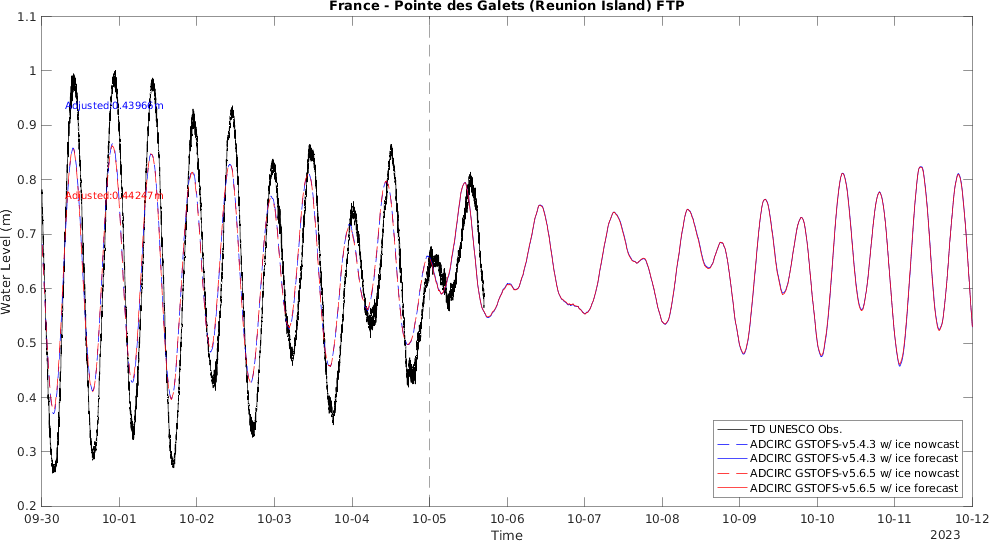 France - Pointe des Galets (Reunion Island) FTP
1.1
1
0.9
0.8
0.7
0.6
0.5
0.4
0.3
0.2
Water Level (m)
Adjusted:0.43966m
Adjusted:0.44247m
TD UNESCO Obs.
ADCIRC GSTOFS-v5.4.3 w/ ice nowcast
ADCIRC GSTOFS-v5.4.3 w/ ice forecast
ADCIRC GSTOFS-v5.6.5 w/ ice nowcast
ADCIRC GSTOFS-v5.6.5 w/ ice forecast
09-30 10-01 10-02 10-03 10-04 10-05 10-06 10-07 10-08 10-09 10-10 10-11 10-12
Time
2023